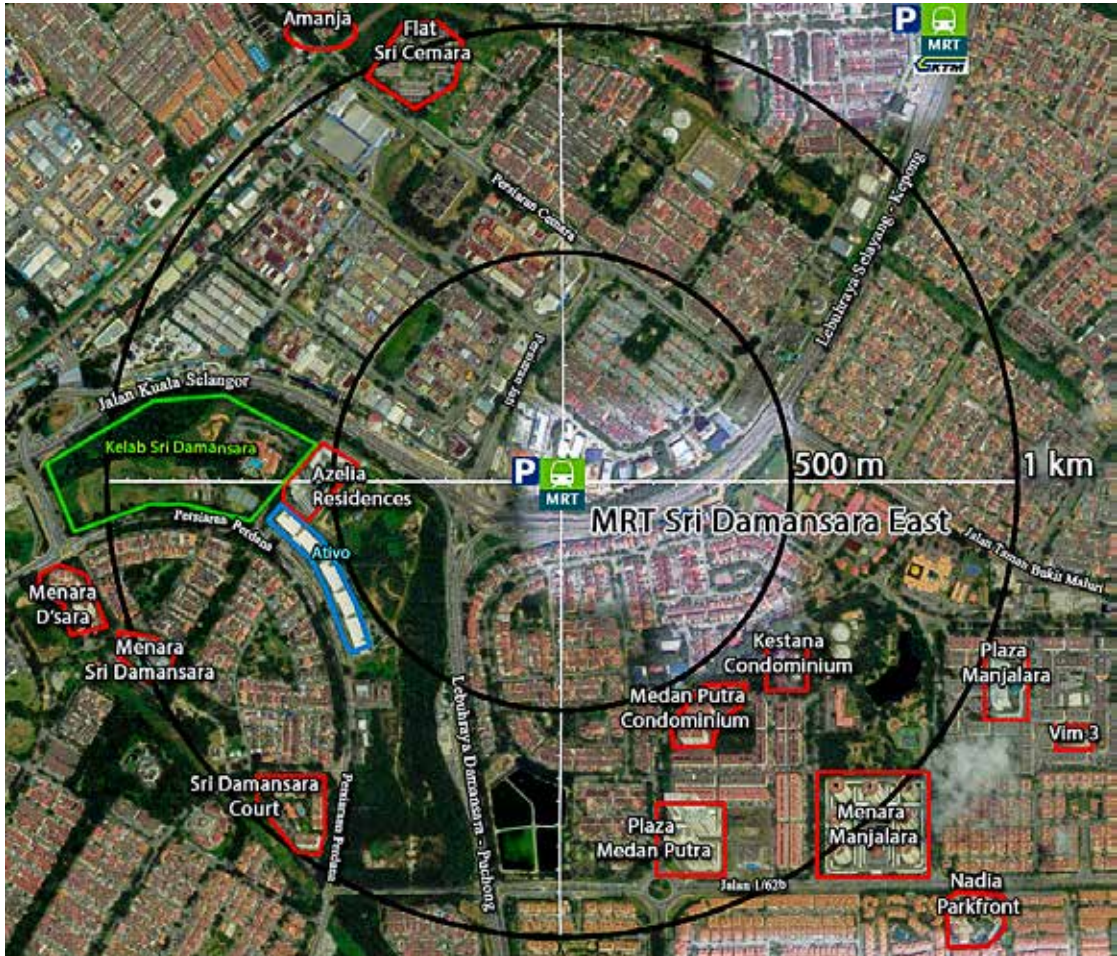 Amanja
Flat
Sri Cemara
P
MRT
KTM
Persiaran Cemara
Lebuhraya Selayang - Kepong
Persiaran Jati
Jalan Kuala Selangor
Kelab Sri Damansara
Azelia
Residences
P
MRT
500 m
1 km
MRT Sri Damansara East
Persiaran Perdana
Ativo
Jalan Taman Bukit Maluri
Menara
D'sara
Menara
Sri Damansara
Kestana
Condominium
Plaza
Manjalara
Medan Putra
Condominium
Vim 3
Lebuhraya Damansara - Puchong
Sri Damansara
Court
Persiaran Perdana
Plaza
Medan Putra
Menara
Manjalara
Jalan 1/62b
Nadia
Parkfront